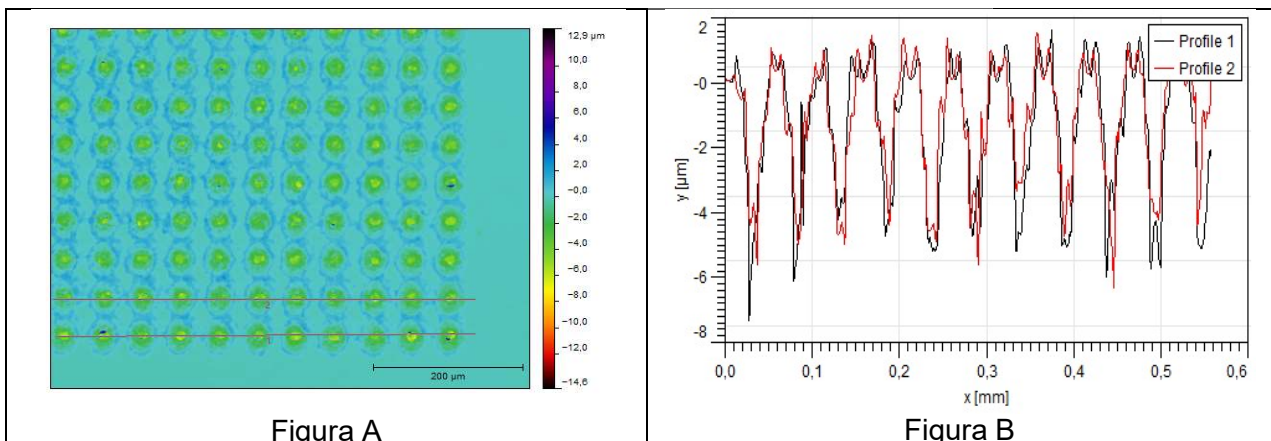 12,9 µm
10,0
8,0
6,0
4,0
2,0
−0,0
−2,0
−4,0
−6,0
−8,0
−10,0
−12,0
−14,6
2
1
200 µm
Figura A
Profile 1
Profile 2
2
-0
-2
-4
-6
-8
y [µm]
0,0 0,1 0,2 0,3 0,4 0,5 0,6
x [mm]
Figura B